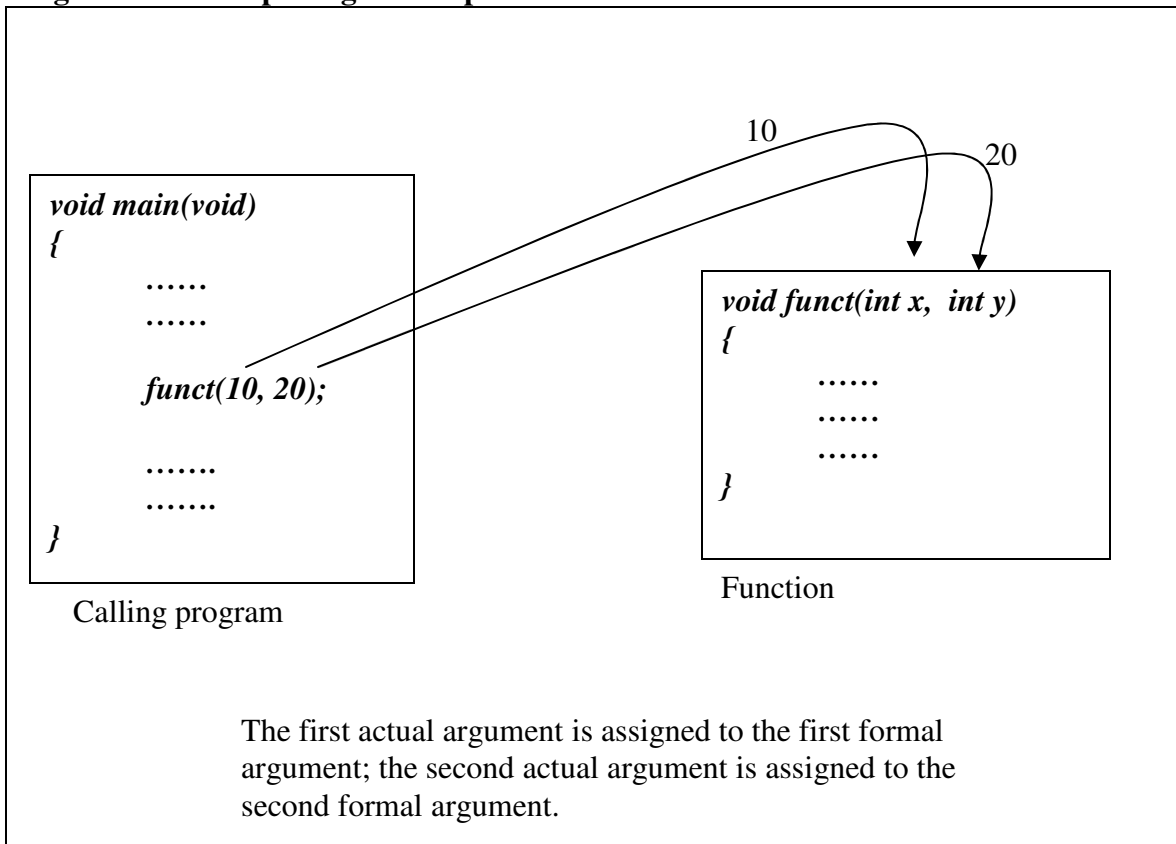 10
20
void main(void)
{
……
……
funct(10, 20);
…….
…….
}
Calling program
void funct(int x,  int y)
{
……
……
……
}
Function
The first actual argument is assigned to the first formal
argument; the second actual argument is assigned to the
second formal argument.